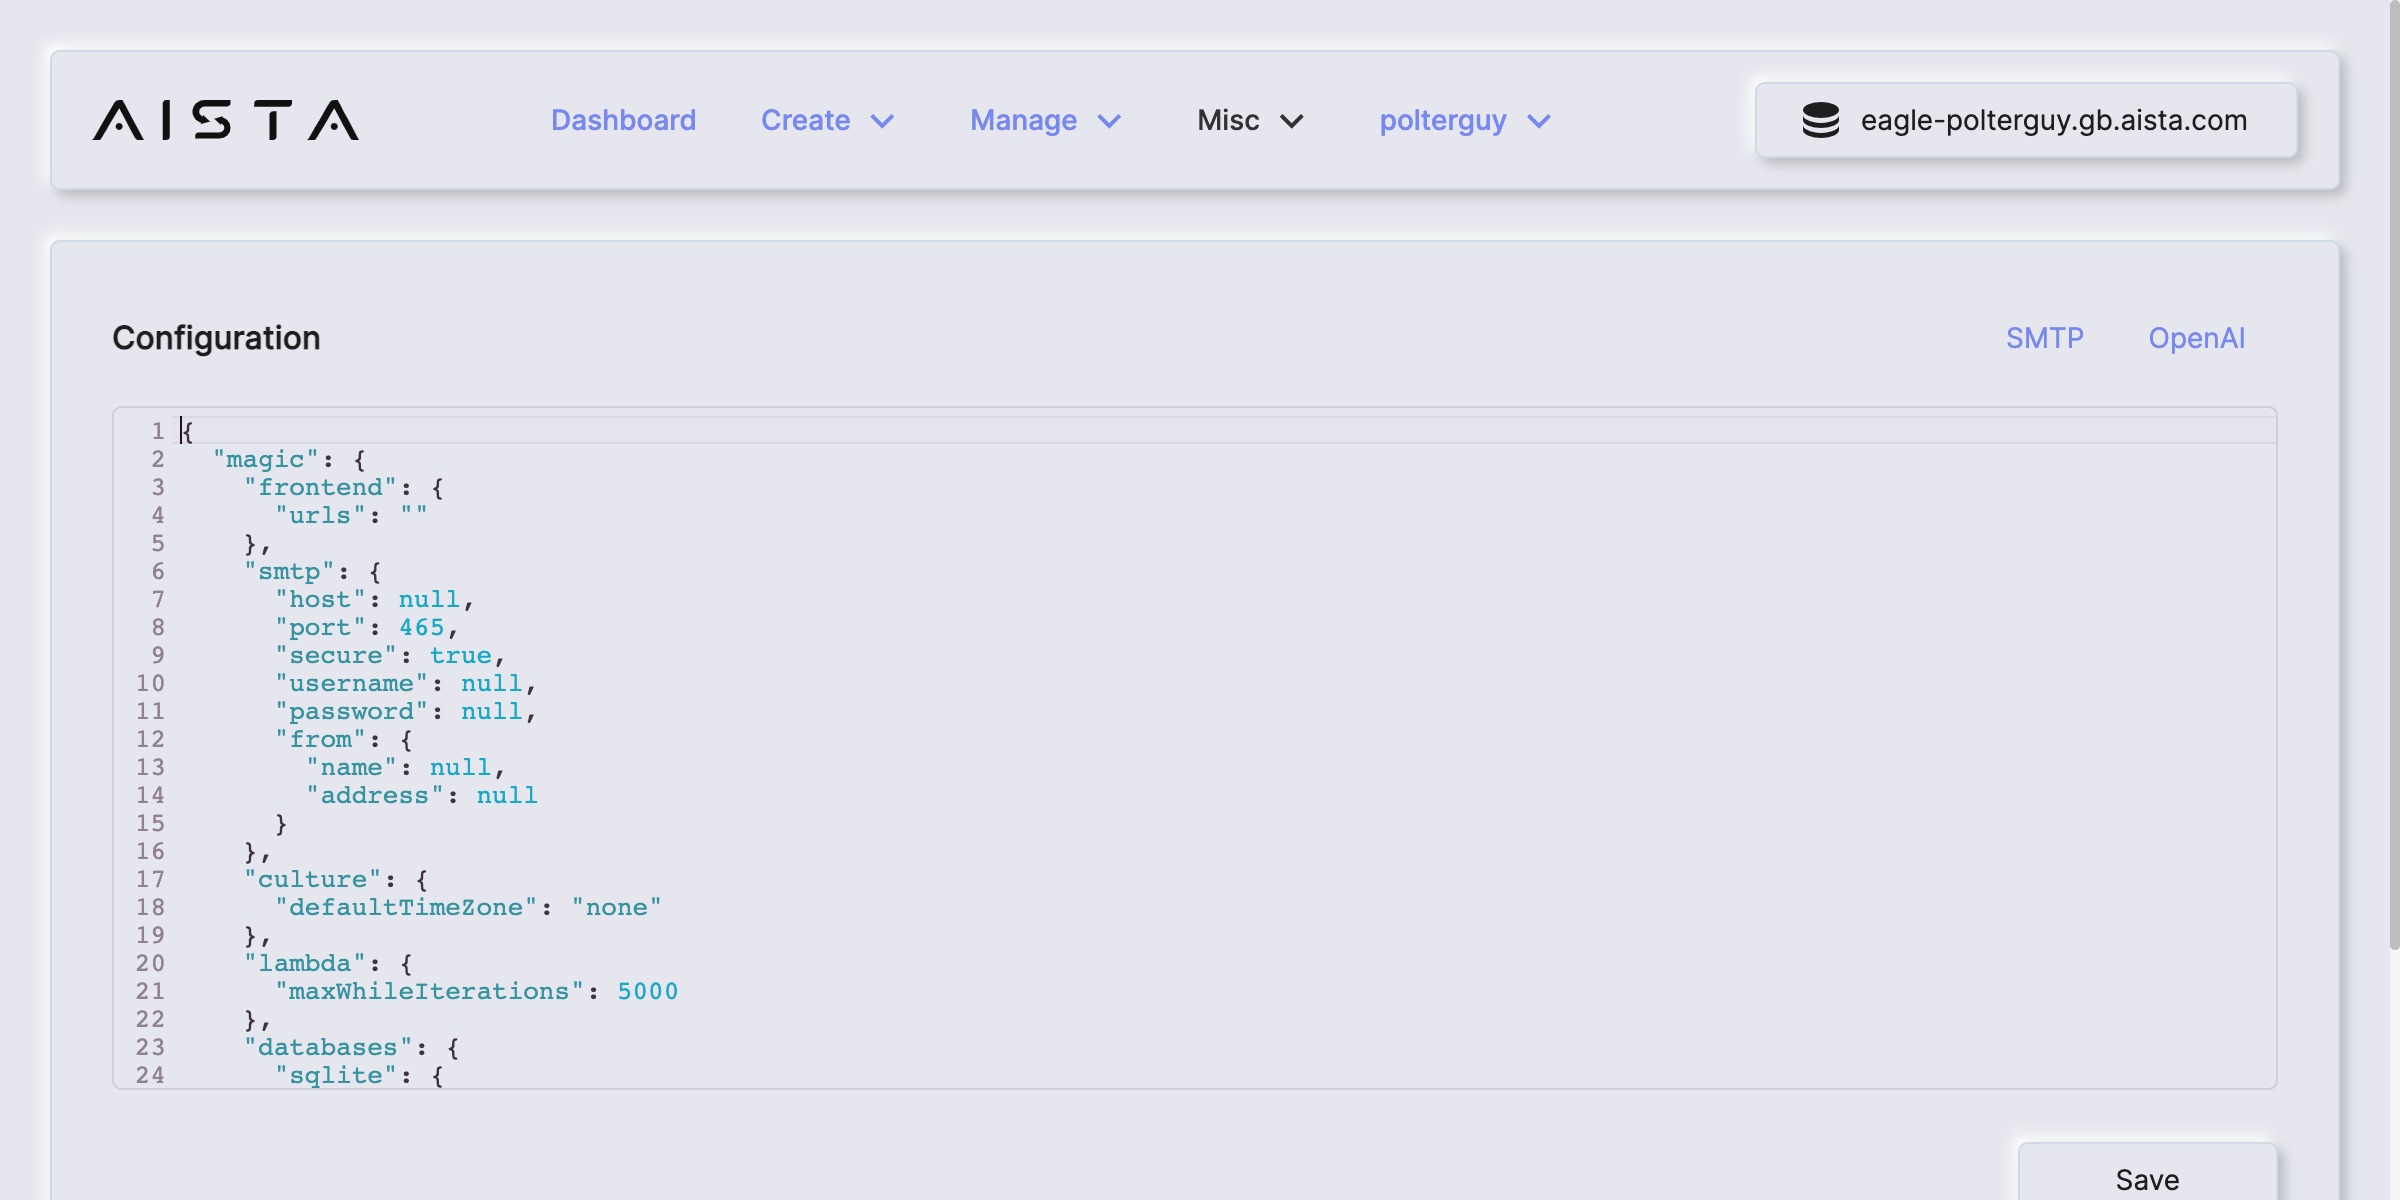 AISTA
Dashboard Create Manage Misc polterguy eagle-polterguy.gb.aista.com
Configuration SMTP OpenAI
1 {
2   "magic": {
3     "frontend": {
4       "urls": ""
5     },
6     "smtp": {
7       "host": null,
8       "port": 465,
9       "secure": true,
10       "username": null,
11       "password": null,
12       "from": {
13         "name": null,
14         "address": null
15       }
16     },
17     "culture": {
18       "defaultTimeZone": "none"
19     },
20     "lambda": {
21       "maxWhileIterations": 5000
22     },
23     "databases": {
24       "sqlite": {
Save